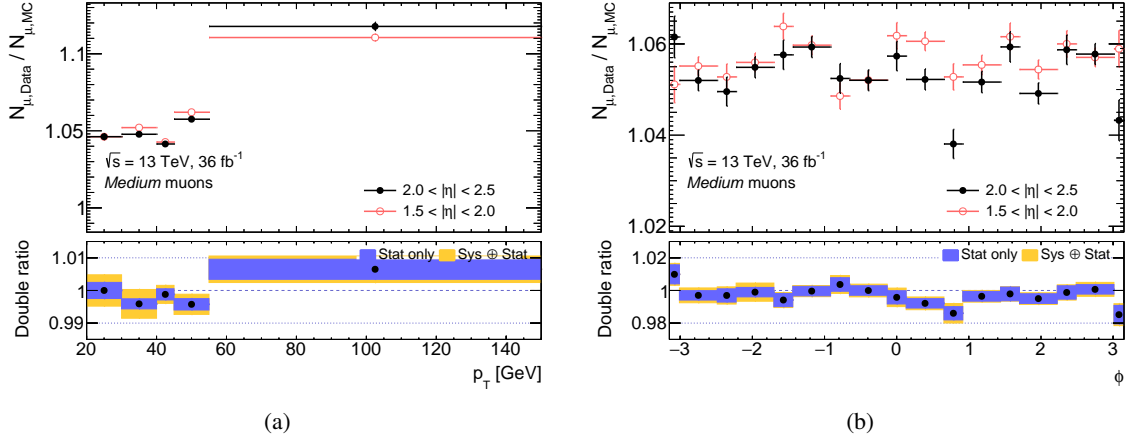 N_μ,Data / N_μ,MC
1.1
1.05
1
√s = 13 TeV, 36 fb⁻¹
Medium muons
2.0 < |η| < 2.5
1.5 < |η| < 2.0
Double ratio
1.01
1
0.99
Stat only
Sys ⊕ Stat
20 40 60 80 100 120 140
p_T [GeV]
(a)
N_μ,Data / N_μ,MC
1.06
1.04
1.02
√s = 13 TeV, 36 fb⁻¹
Medium muons
2.0 < |η| < 2.5
1.5 < |η| < 2.0
Double ratio
1.02
1
0.98
Stat only
Sys ⊕ Stat
−3 −2 −1 0 1 2 3
ϕ
(b)